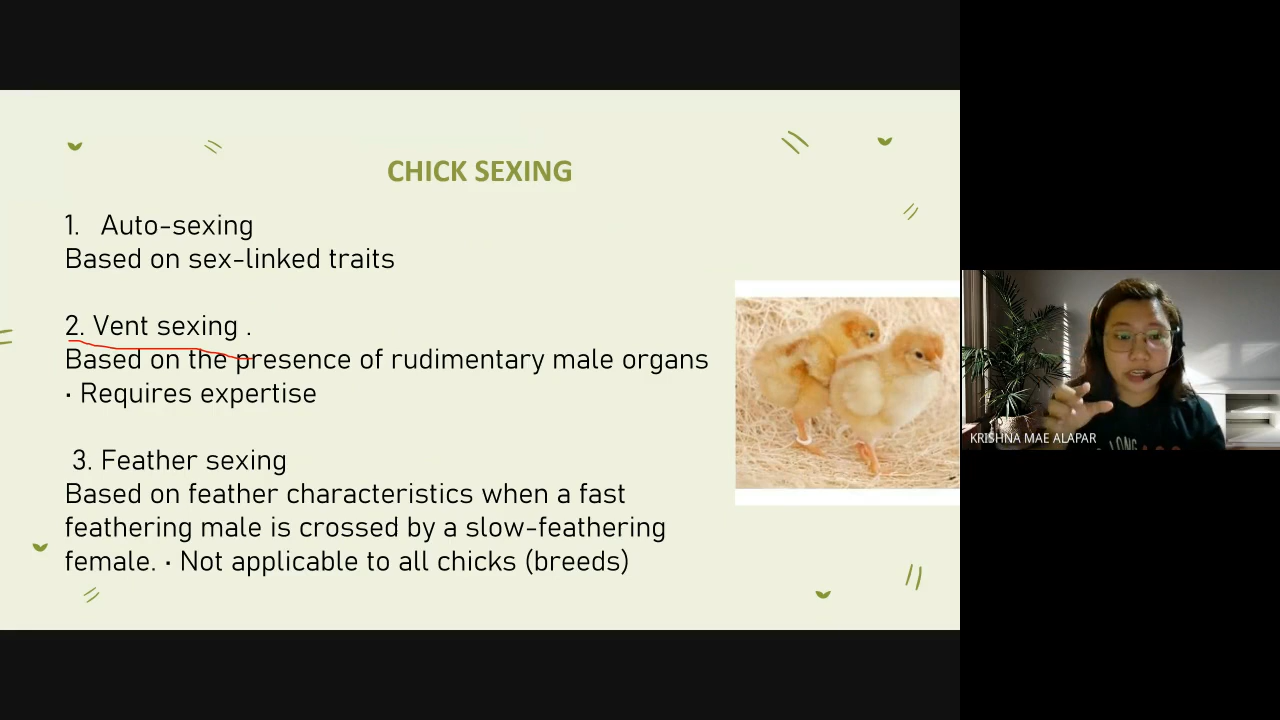 CHICK SEXING
1. Auto-sexing
Based on sex-linked traits
2. Vent sexing .
Based on the presence of rudimentary male organs
· Requires expertise
3. Feather sexing
Based on feather characteristics when a fast
feathering male is crossed by a slow-feathering
female. · Not applicable to all chicks (breeds)
KRISHNA MAE ALAPAR
LONG